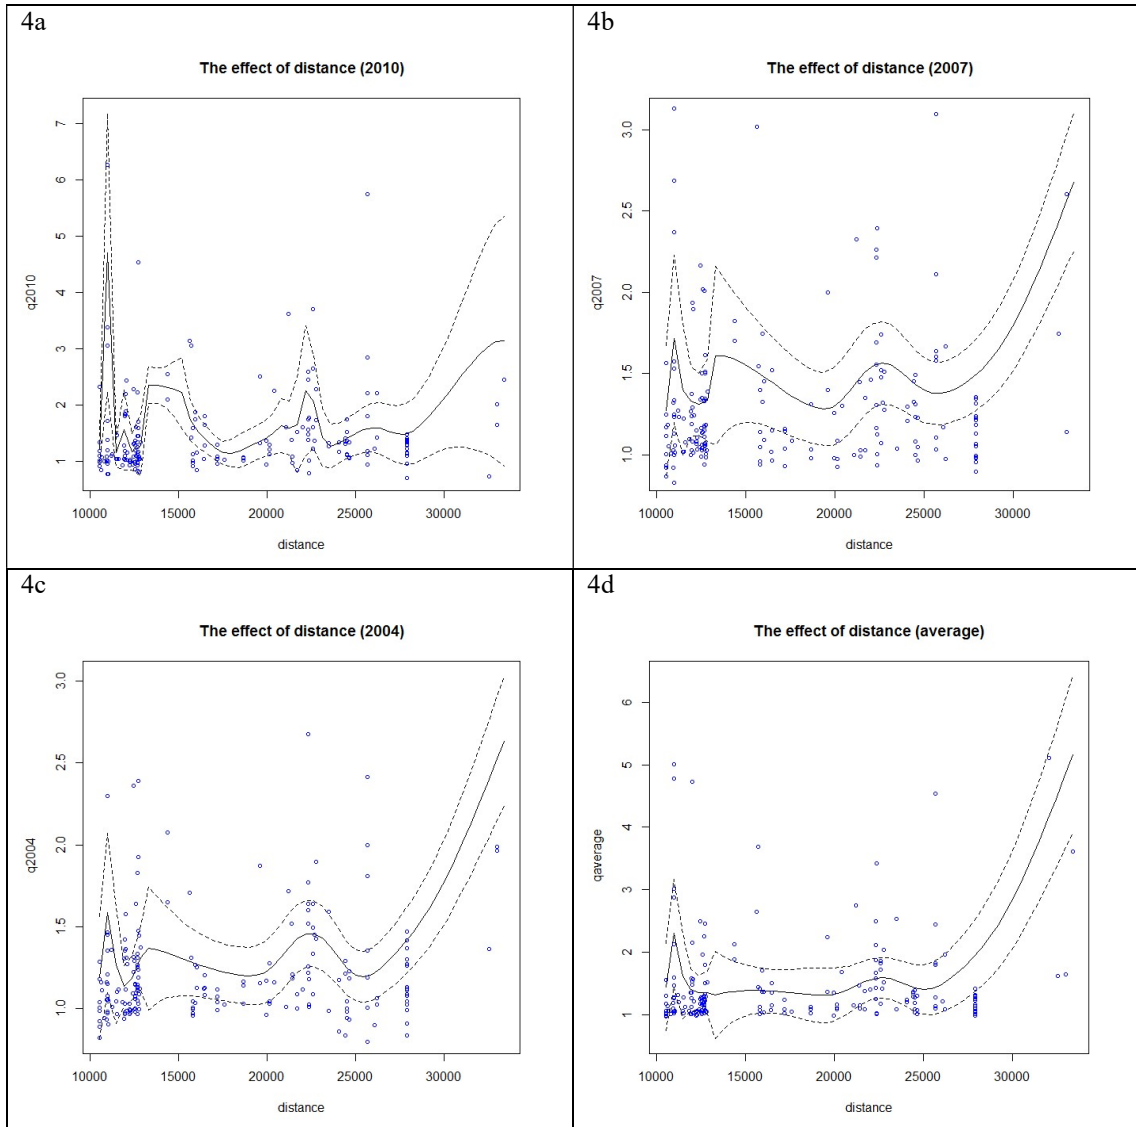 4a
The effect of distance (2010)
q2010
7
6
5
4
3
2
1
10000 15000 20000 25000 30000
distance
4b
The effect of distance (2007)
q2007
3.0
2.5
2.0
1.5
1.0
10000 15000 20000 25000 30000
distance
4c
The effect of distance (2004)
q2004
3.0
2.5
2.0
1.5
1.0
10000 15000 20000 25000 30000
distance
4d
The effect of distance (average)
qaverage
6
5
4
3
2
1
10000 15000 20000 25000 30000
distance